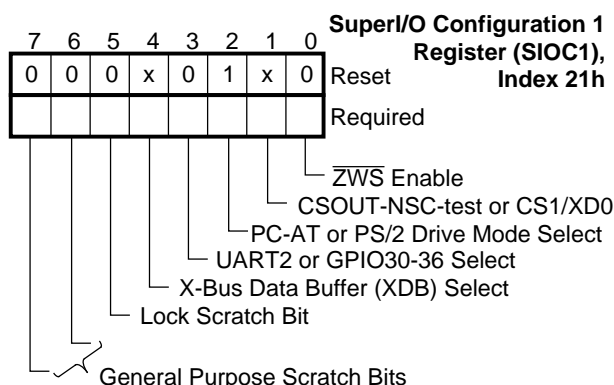 SuperI/O Configuration 1
Register (SIOC1),
Index 21h
7 6 5 4 3 2 1 0
0 0 0 x 0 1 x 0 Reset
Required
ZWS Enable
CSOUT-NSC-test or CS1/XD0
PC-AT or PS/2 Drive Mode Select
UART2 or GPIO30-36 Select
X-Bus Data Buffer (XDB) Select
Lock Scratch Bit
General Purpose Scratch Bits